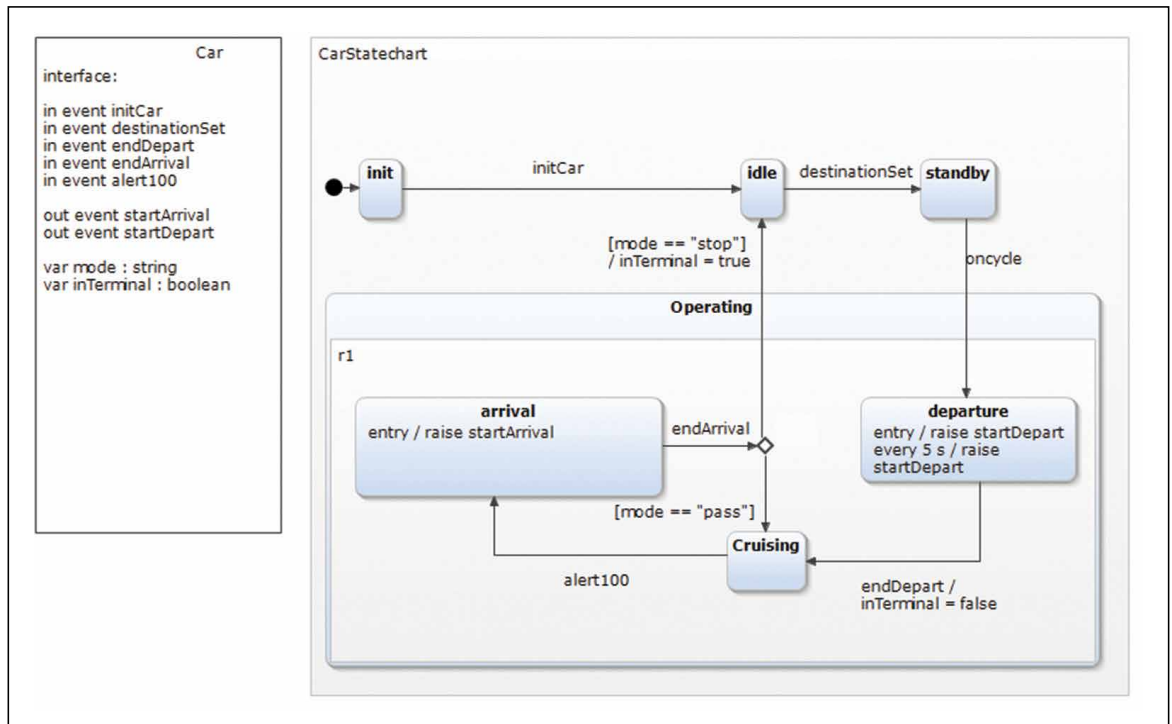 Car
interface:
in event initCar
in event destinationSet
in event endDepart
in event endArrival
in event alert100
out event startArrival
out event startDepart
var mode : string
var inTerminal : boolean
CarStatechart
init
initCar
idle
destinationSet
standby
[mode == "stop"]
/ inTerminal = true
oncycle
Operating
r1
arrival
entry / raise startArrival
endArrival
departure
entry / raise startDepart
every 5 s / raise
startDepart
[mode == "pass"]
Cruising
alert100
endDepart /
inTerminal = false